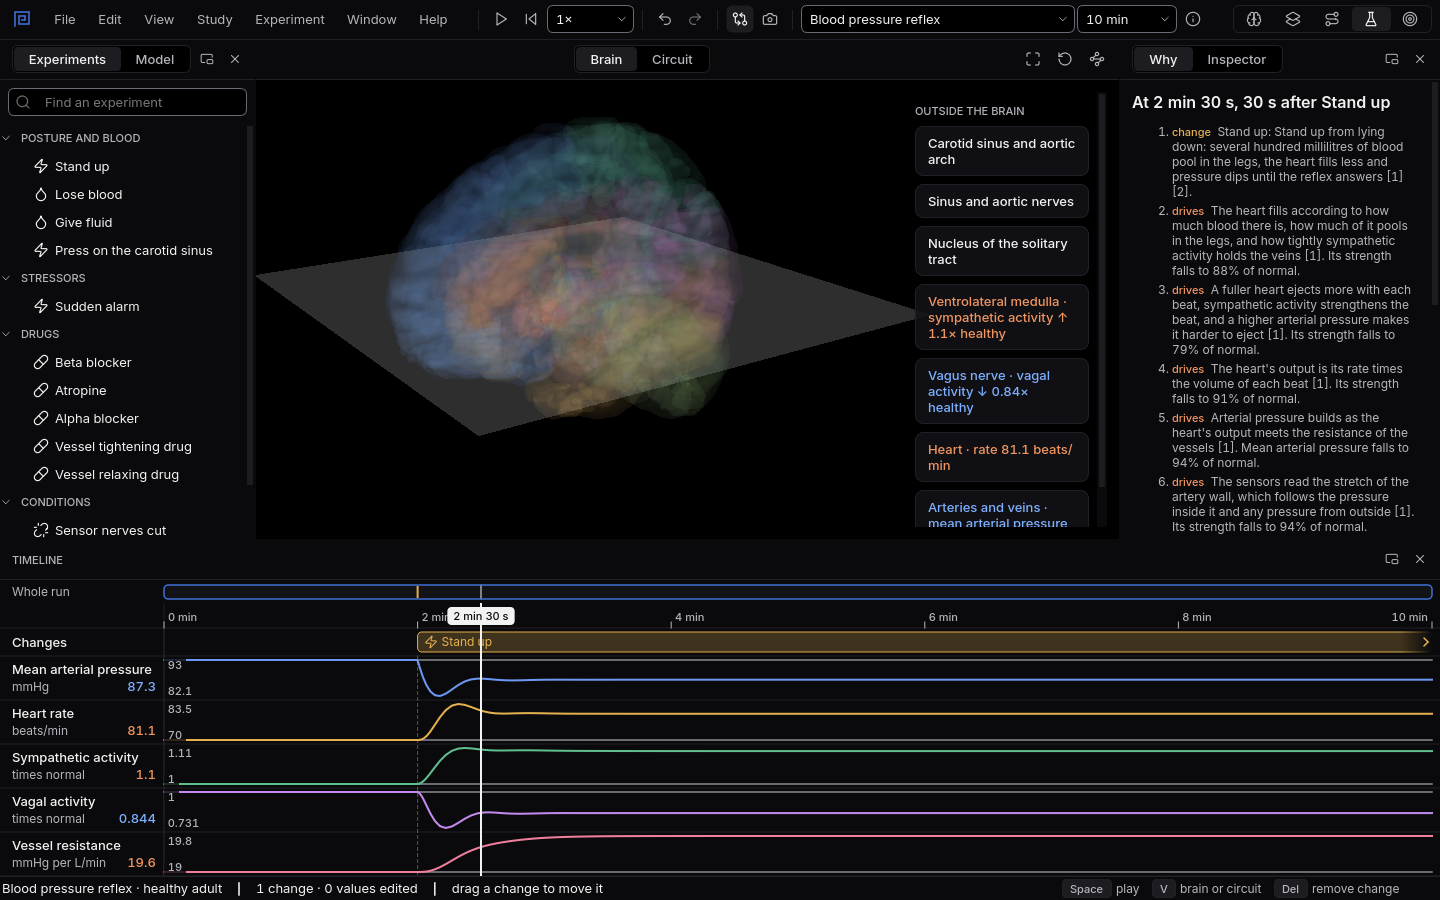 File Edit View Study Experiment Window Help
1×
Blood pressure reflex
10 min
Experiments Model
Brain Circuit
Why Inspector
Find an experiment
POSTURE AND BLOOD
Stand up
Lose blood
Give fluid
Press on the carotid sinus
STRESSORS
Sudden alarm
DRUGS
Beta blocker
Atropine
Alpha blocker
Vessel tightening drug
Vessel relaxing drug
CONDITIONS
Sensor nerves cut
OUTSIDE THE BRAIN
Carotid sinus and aortic
arch
Sinus and aortic nerves
Nucleus of the solitary
tract
Ventrolateral medulla ·
sympathetic activity ↑
1.1× healthy
Vagus nerve · vagal
activity ↓ 0.84×
healthy
Heart · rate 81.1 beats/
min
Arteries and veins ·
mean arterial pressure
At 2 min 30 s, 30 s after Stand up
1. change Stand up: Stand up from lying
down: several hundred millilitres of blood
pool in the legs, the heart fills less and
pressure dips until the reflex answers [1]
[2].
2. drives The heart fills according to how
much blood there is, how much of it pools
in the legs, and how tightly sympathetic
activity holds the veins [1]. Its strength
falls to 88% of normal.
3. drives A fuller heart ejects more with each
beat, sympathetic activity strengthens the
beat, and a higher arterial pressure makes
it harder to eject [1]. Its strength falls to
79% of normal.
4. drives The heart's output is its rate times
the volume of each beat [1]. Its strength
falls to 91% of normal.
5. drives Arterial pressure builds as the
heart's output meets the resistance of the
vessels [1]. Mean arterial pressure falls to
94% of normal.
6. drives The sensors read the stretch of the
artery wall, which follows the pressure
inside it and any pressure from outside [1].
Its strength falls to 94% of normal.
TIMELINE
Whole run
0 min 2 min 2 min 30 s 4 min 6 min 8 min 10 min
Changes
Stand up
Mean arterial pressure
mmHg 87.3
93
82.1
Heart rate
beats/min 81.1
83.5
70
Sympathetic activity
times normal 1.1
1.11
1
Vagal activity
times normal 0.844
1
0.731
Vessel resistance
mmHg per L/min 19.6
19.8
19
Blood pressure reflex · healthy adult | 1 change · 0 values edited | drag a change to move it
Space play V brain or circuit Del remove change